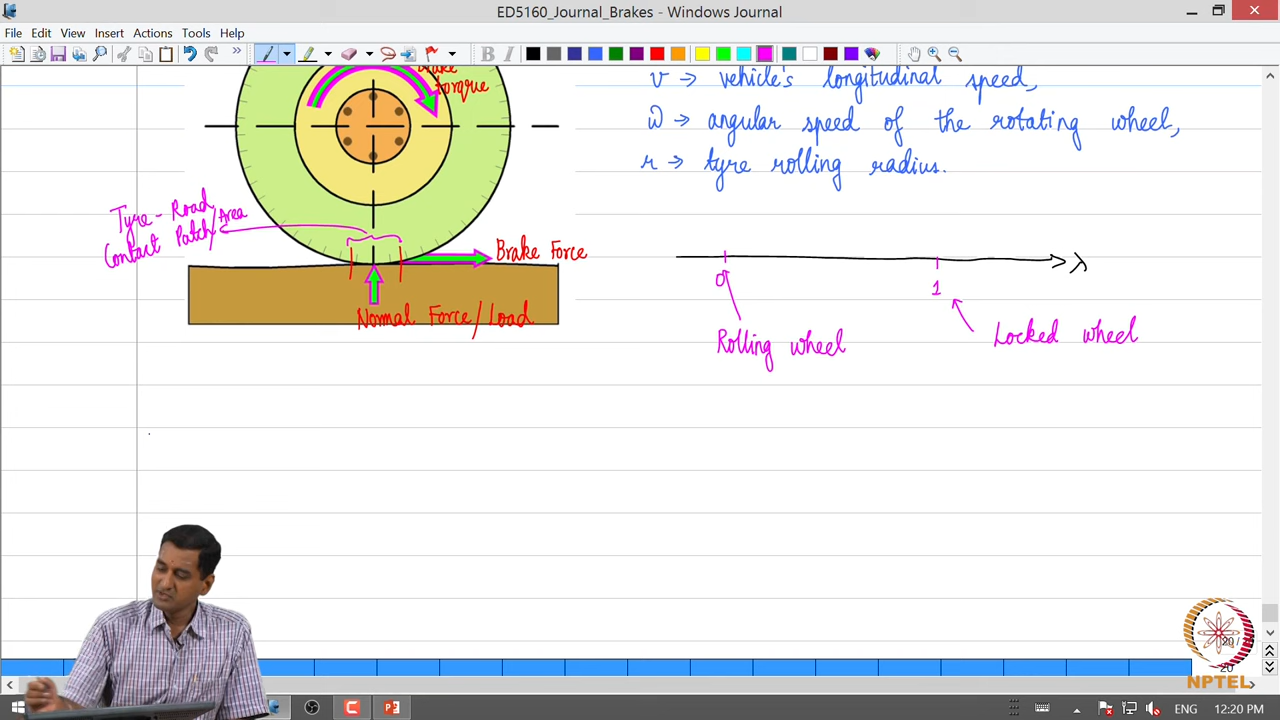 ED5160_Journal_Brakes - Windows Journal
File Edit View Insert Actions Tools Help
B I U
Brake
Torque
v → vehicle's longitudinal speed,
ω → angular speed of the rotating wheel,
r → tyre rolling radius.
Tyre - Road
Contact Patch/Area
Brake Force
Normal Force/Load
0
1
λ
Rolling wheel
Locked wheel
20
NPTEL
ENG
12:20 PM